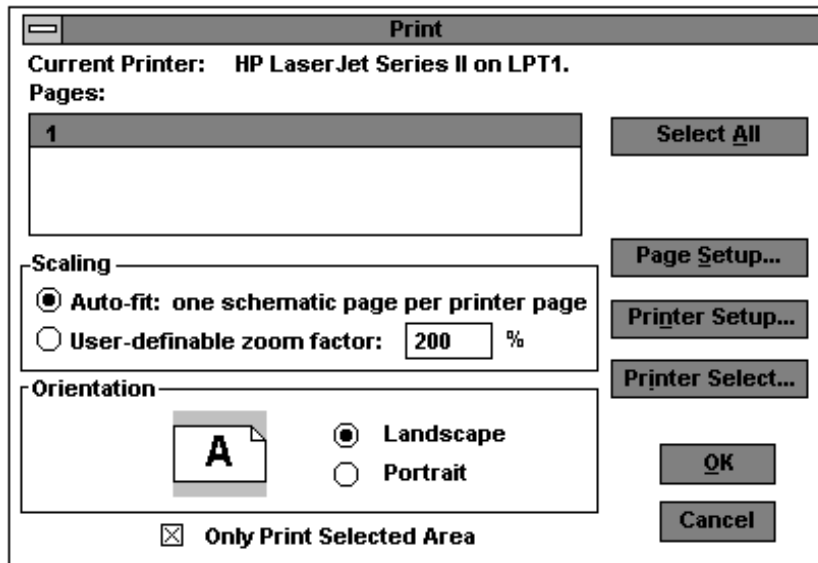 Print
Current Printer: HP LaserJet Series II on LPT1.
Pages:
1
Select All
Scaling
Auto-fit: one schematic page per printer page
User-definable zoom factor: 200 %
Page Setup...
Printer Setup...
Printer Select...
Orientation
A
Landscape
Portrait
OK
Cancel
Only Print Selected Area